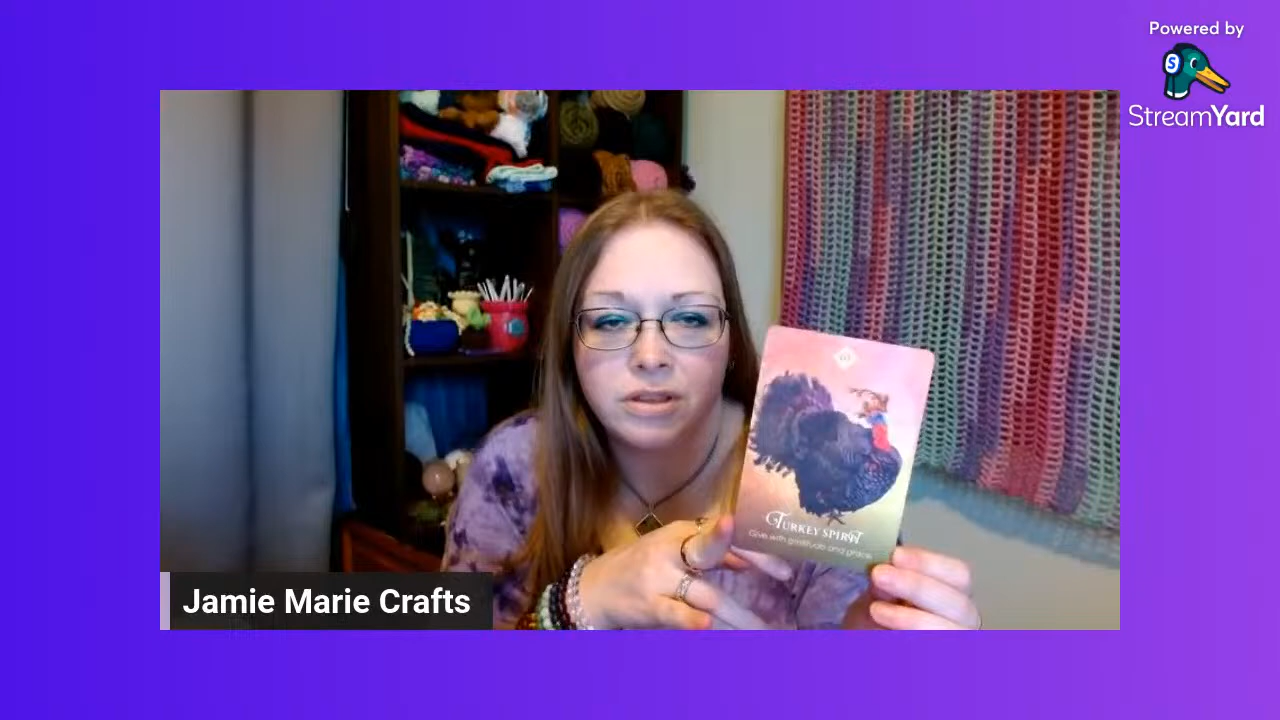 Powered by
StreamYard
TURKEY SPIRIT
Give with gratitude and grace.
Jamie Marie Crafts